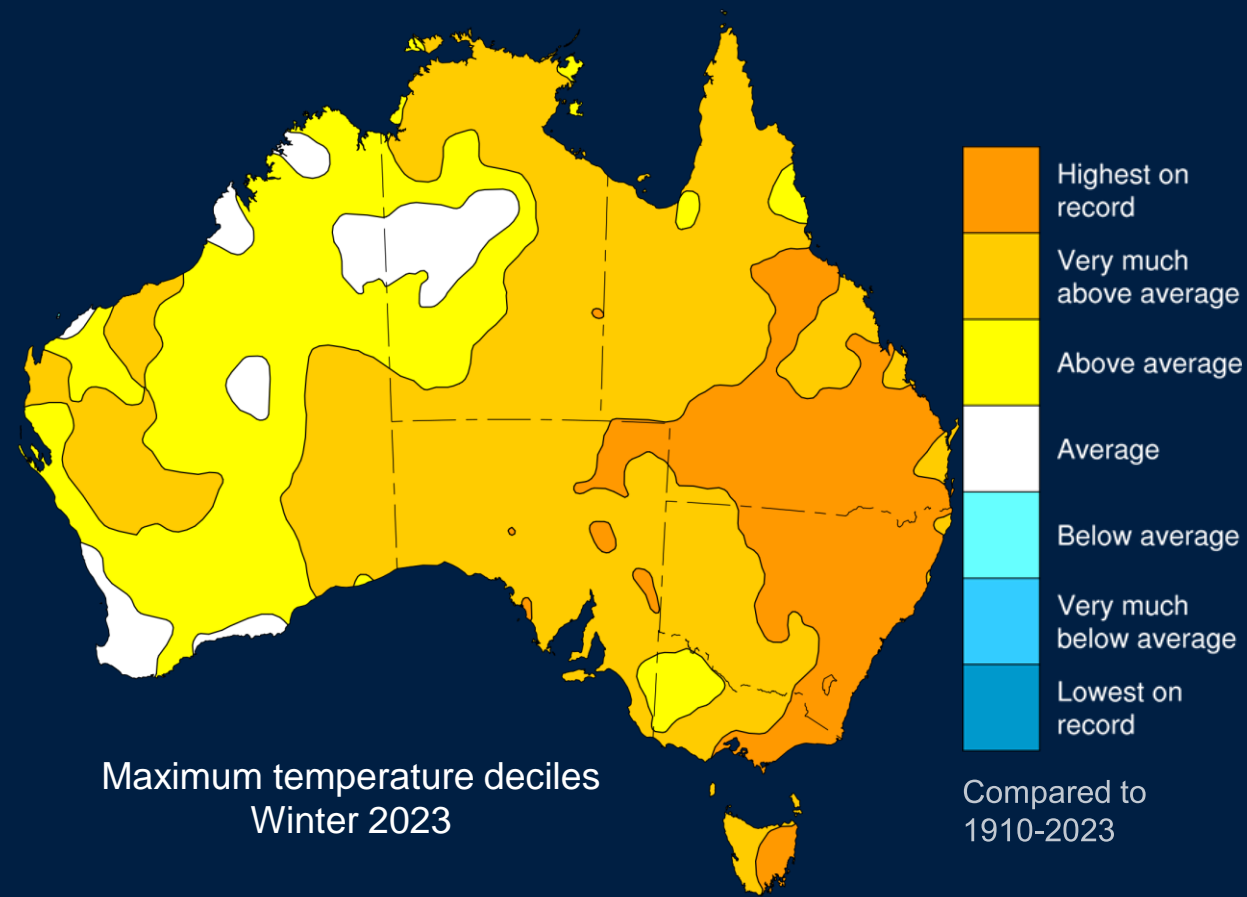 Highest on
record
Very much
above average
Above average
Average
Below average
Very much
below average
Lowest on
record
Maximum temperature deciles
Winter 2023
Compared to
1910-2023